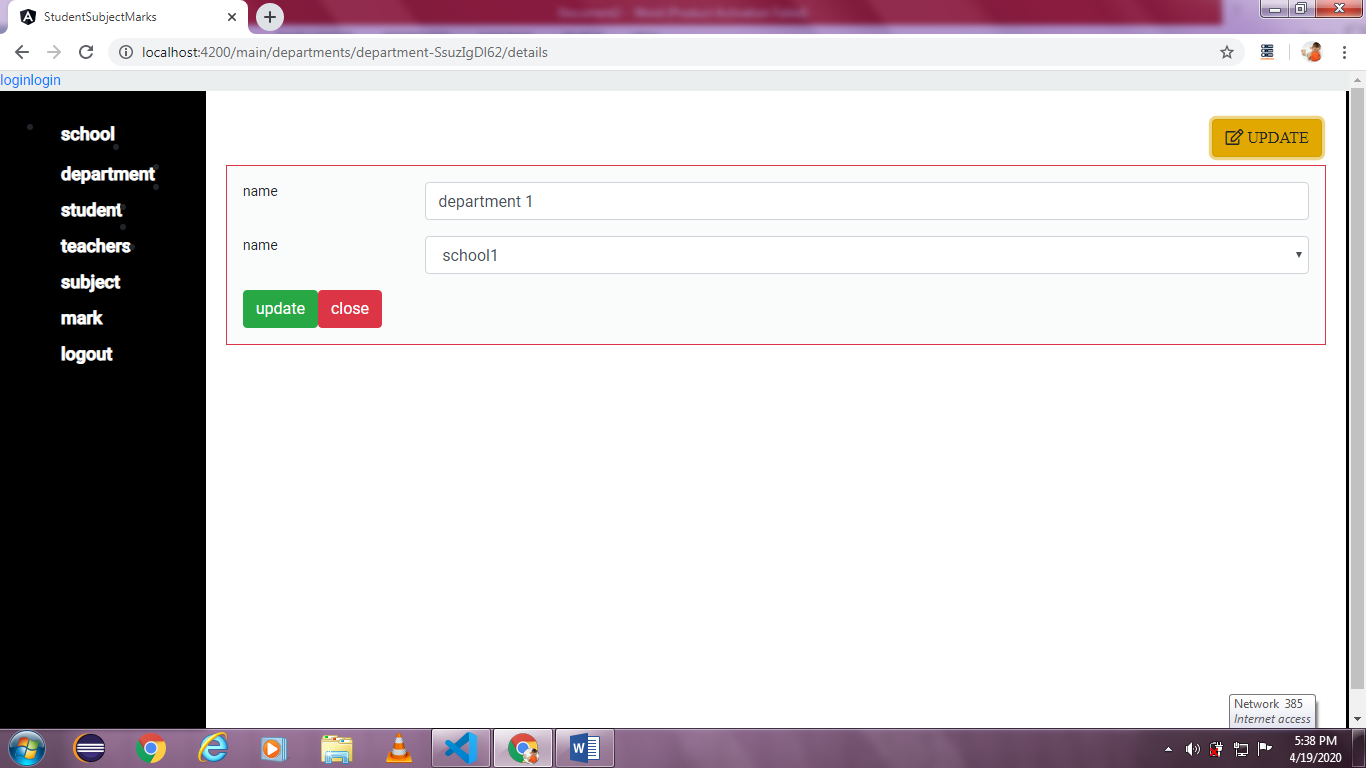 StudentSubjectMarks
localhost:4200/main/departments/department-SsuzIgDl62/details
loginlogin
school
department
student
teachers
subject
mark
logout
UPDATE
name
department 1
name
school1
update close
Network 385
Internet access
W
5:38 PM
4/19/2020